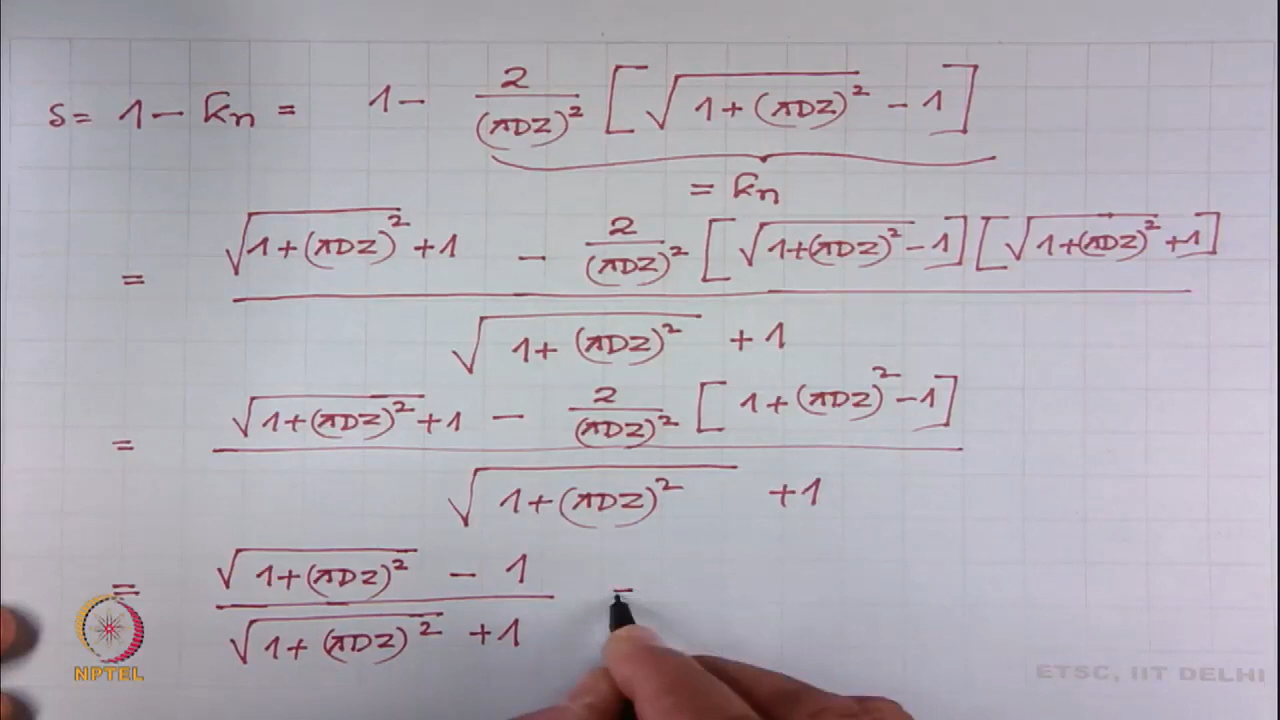 S = 1 - kn = 1 - 2/(πDZ)² [√(1+(πDZ)²) - 1]
= kn
= (√(1+(πDZ)²) + 1 - 2/(πDZ)² [√(1+(πDZ)²) - 1][√(1+(πDZ)²) + 1]) / (√(1+(πDZ)²) + 1)
= (√(1+(πDZ)²) + 1 - 2/(πDZ)² [1+(πDZ)² - 1]) / (√(1+(πDZ)²) + 1)
= (√(1+(πDZ)²) - 1) / (√(1+(πDZ)²) + 1) =
NPTEL
ETSC, IIT DELHI